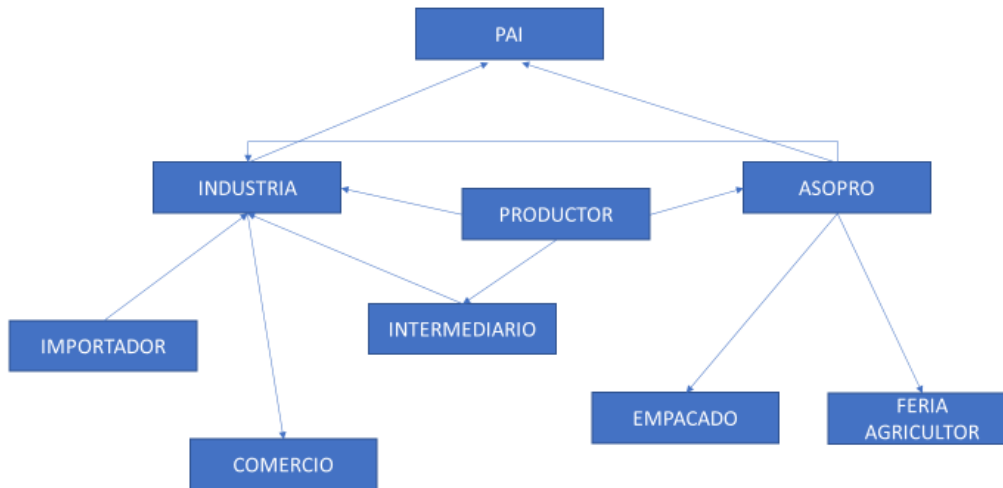 PAI
INDUSTRIA
PRODUCTOR
ASOPRO
IMPORTADOR
INTERMEDIARIO
EMPACADO
FERIA
AGRICULTOR
COMERCIO